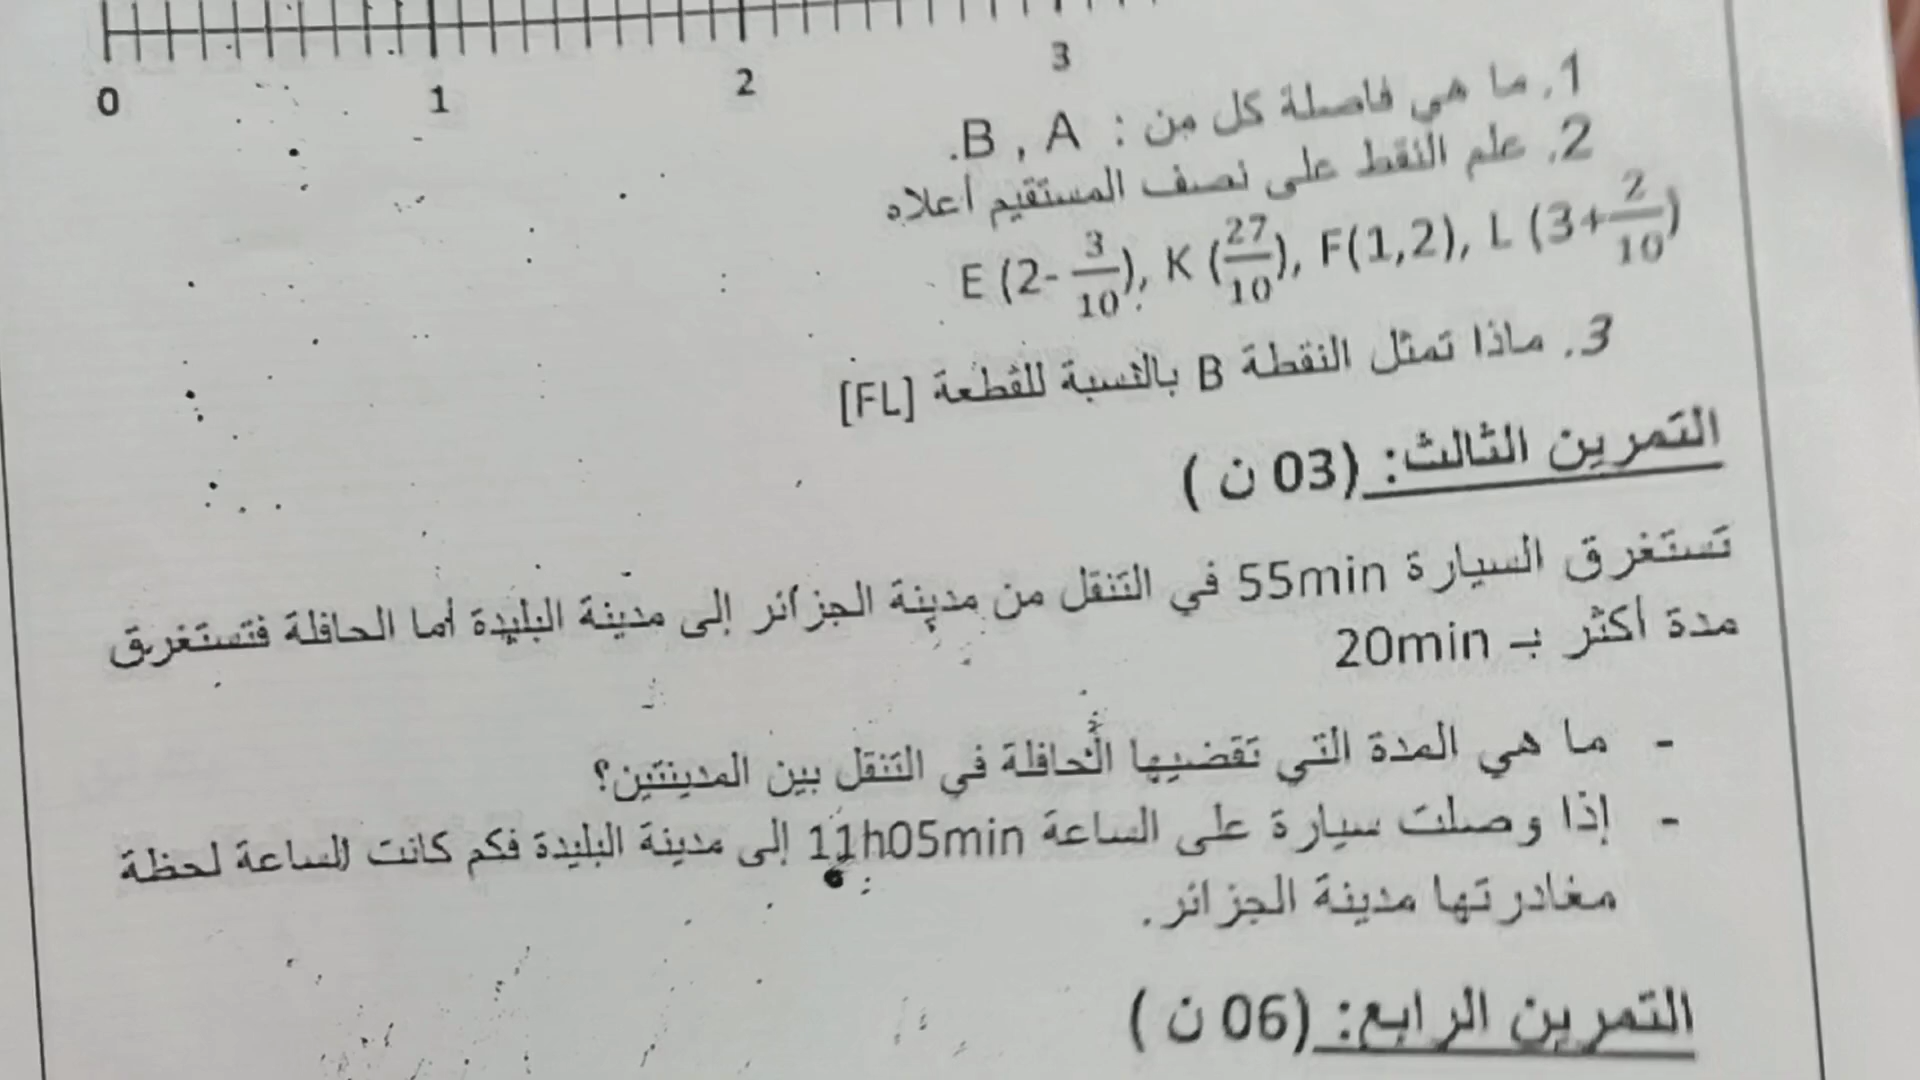 0 1 2 3
1. ما هي فاصلة كل من : B , A.
2. علم النقط على نصف المستقيم أعلاه
E (2- 3/10), K (27/10), F(1,2), L (3+2/10)
3. ماذا تمثل النقطة B بالنسبة للقطعة [FL]
التمرين الثالث: (03 ن )
تستغرق السيارة 55min في التنقل من مدينة الجزائر إلى مدينة البليدة أما الحافلة فتستغرق
مدة أكثر بـ 20min
- ما هي المدة التي تقضيها الحافلة في التنقل بين المدينتين؟
- إذا وصلت سيارة على الساعة 11h05min إلى مدينة البليدة فكم كانت الساعة لحظة
مغادرتها مدينة الجزائر.
التمرين الرابع: (06 ن )